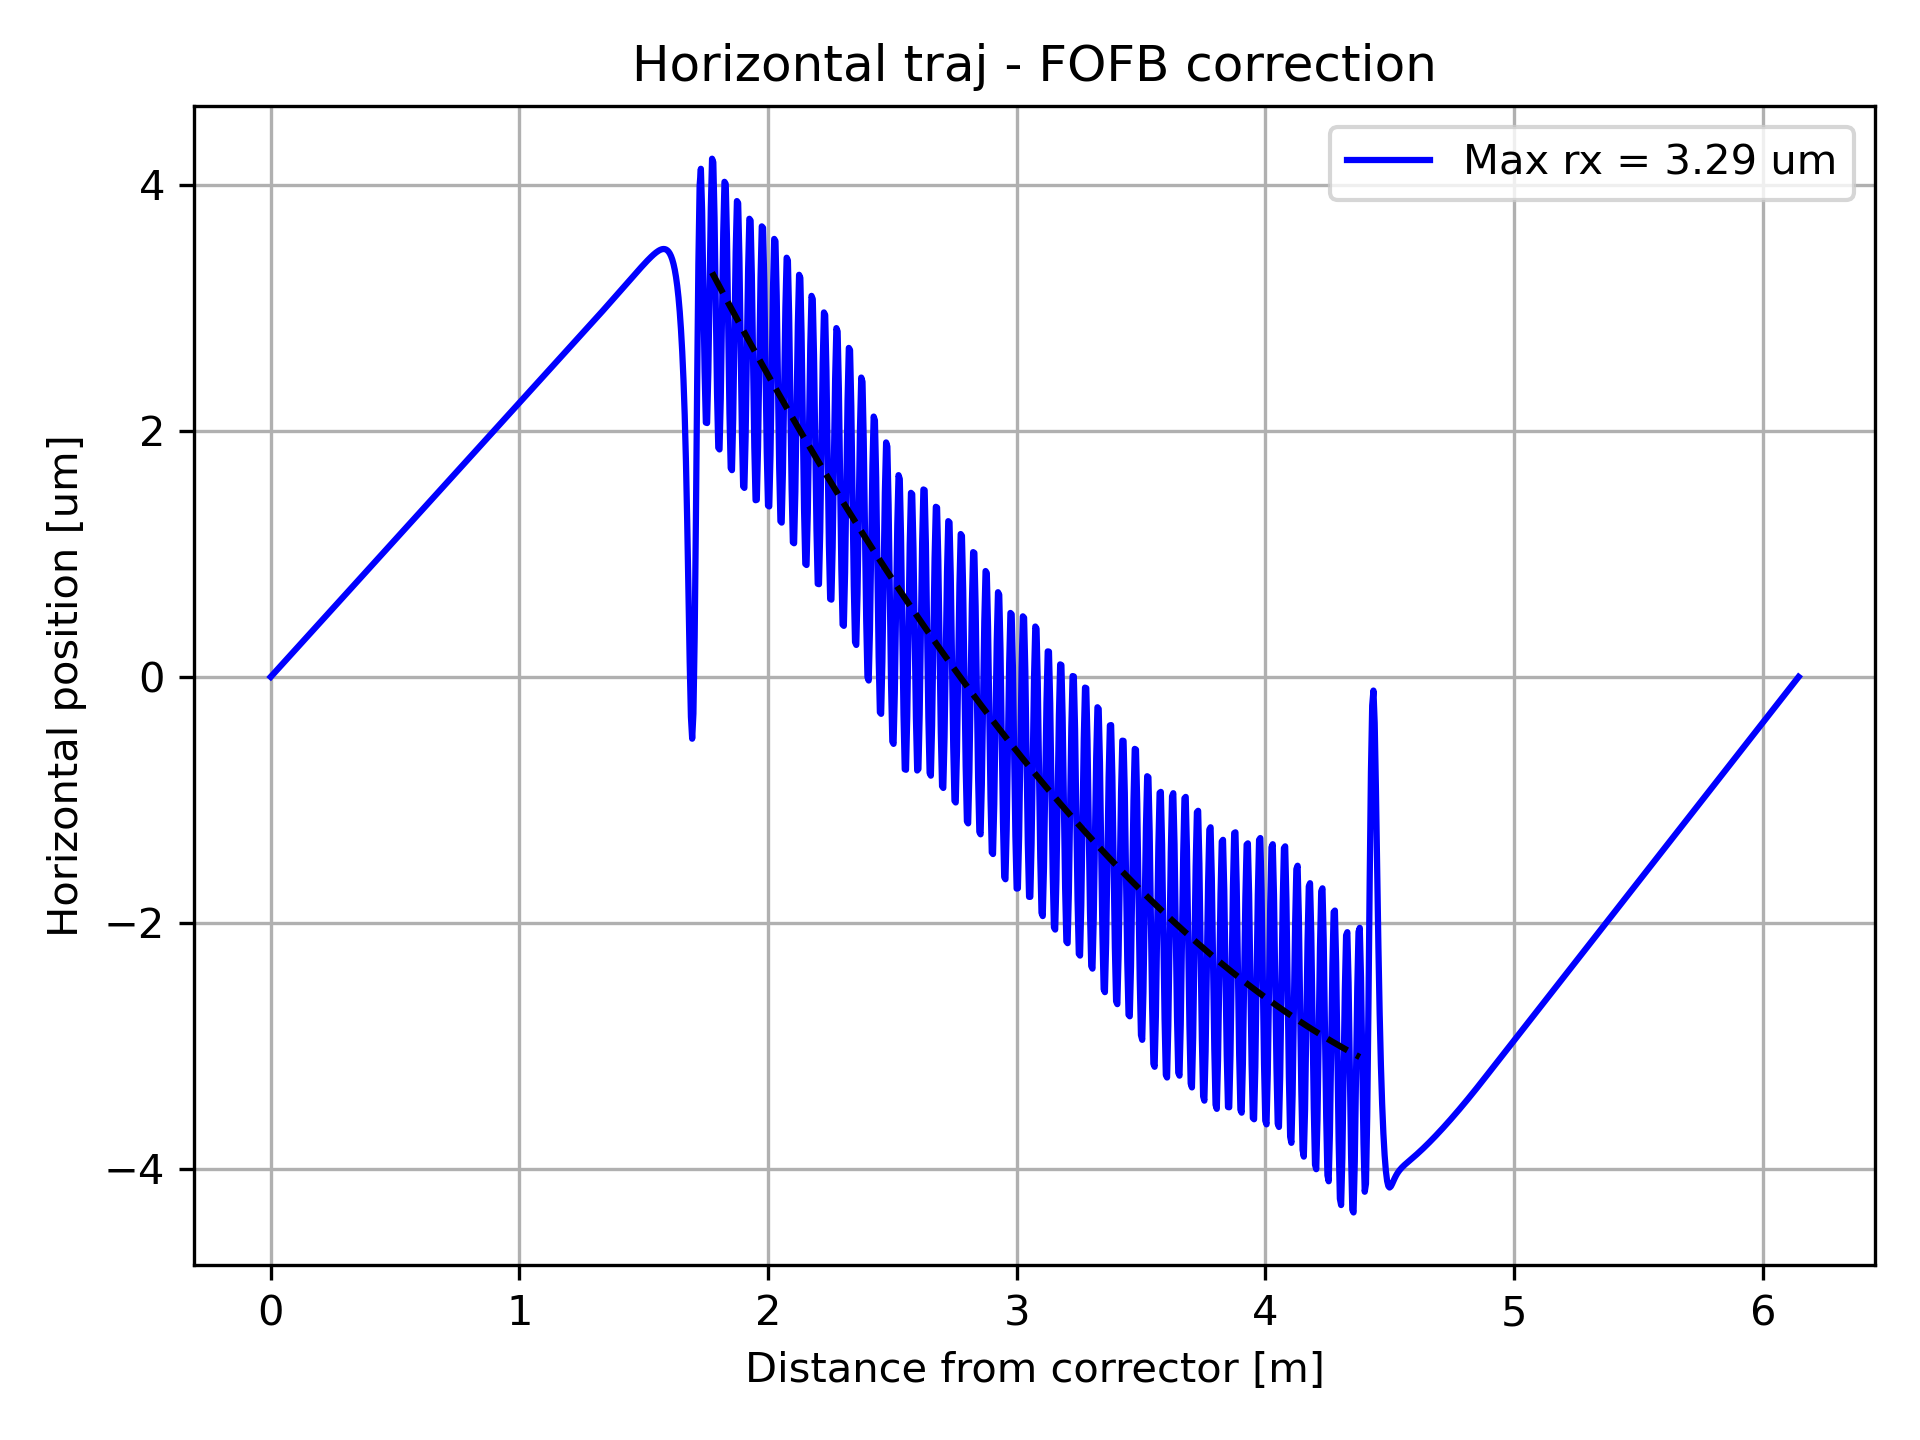 Horizontal traj - FOFB correction
Max rx = 3.29 um
Horizontal position [um]
4
2
0
−2
−4
0 1 2 3 4 5 6
Distance from corrector [m]